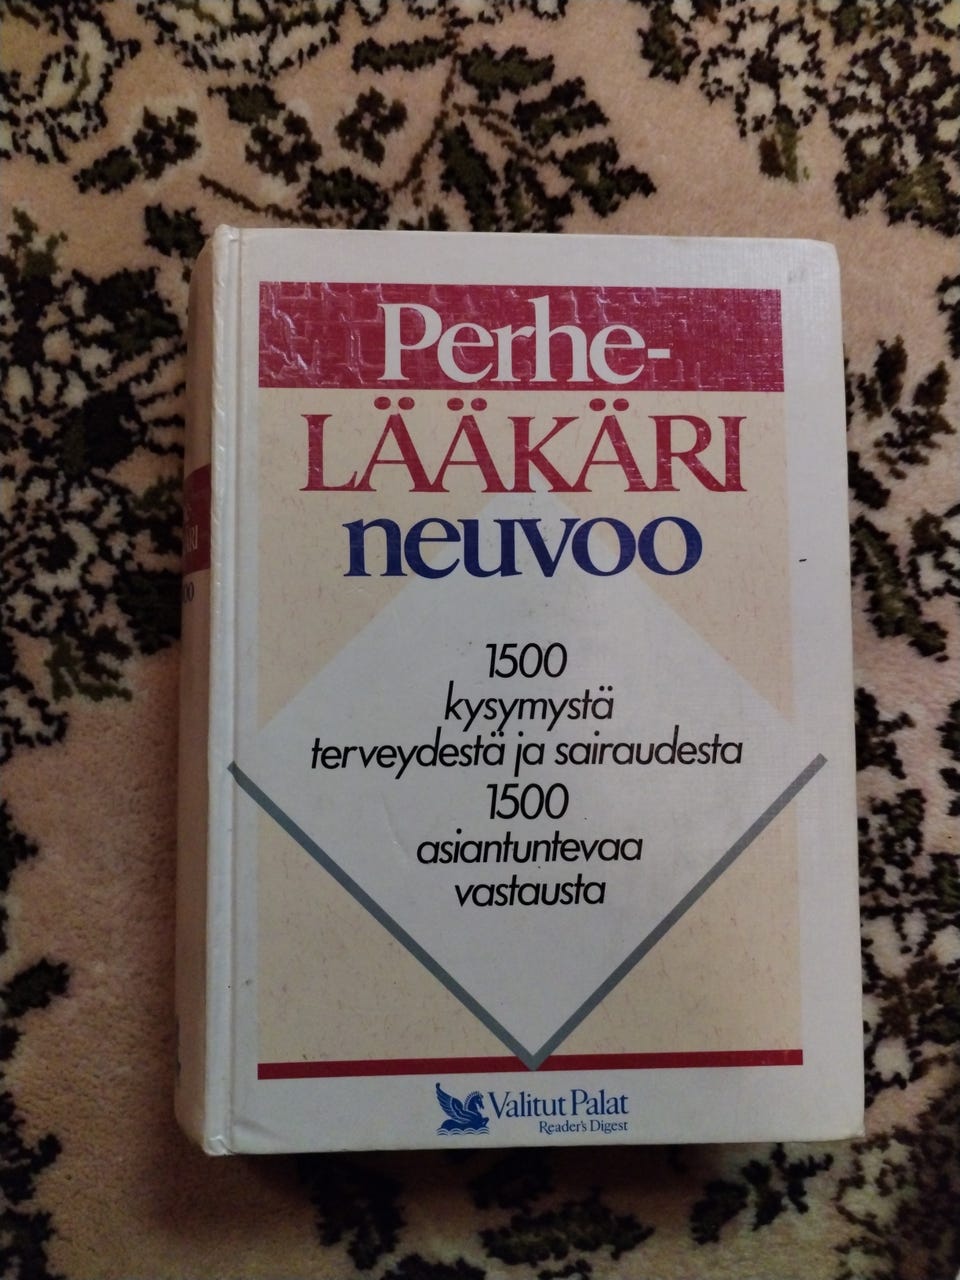 Perhe-
LÄÄKÄRI
neuvoo
1500
kysymystä
terveydestä ja sairaudesta
1500
asiantuntevaa
vastausta
Valitut Palat
Reader's Digest